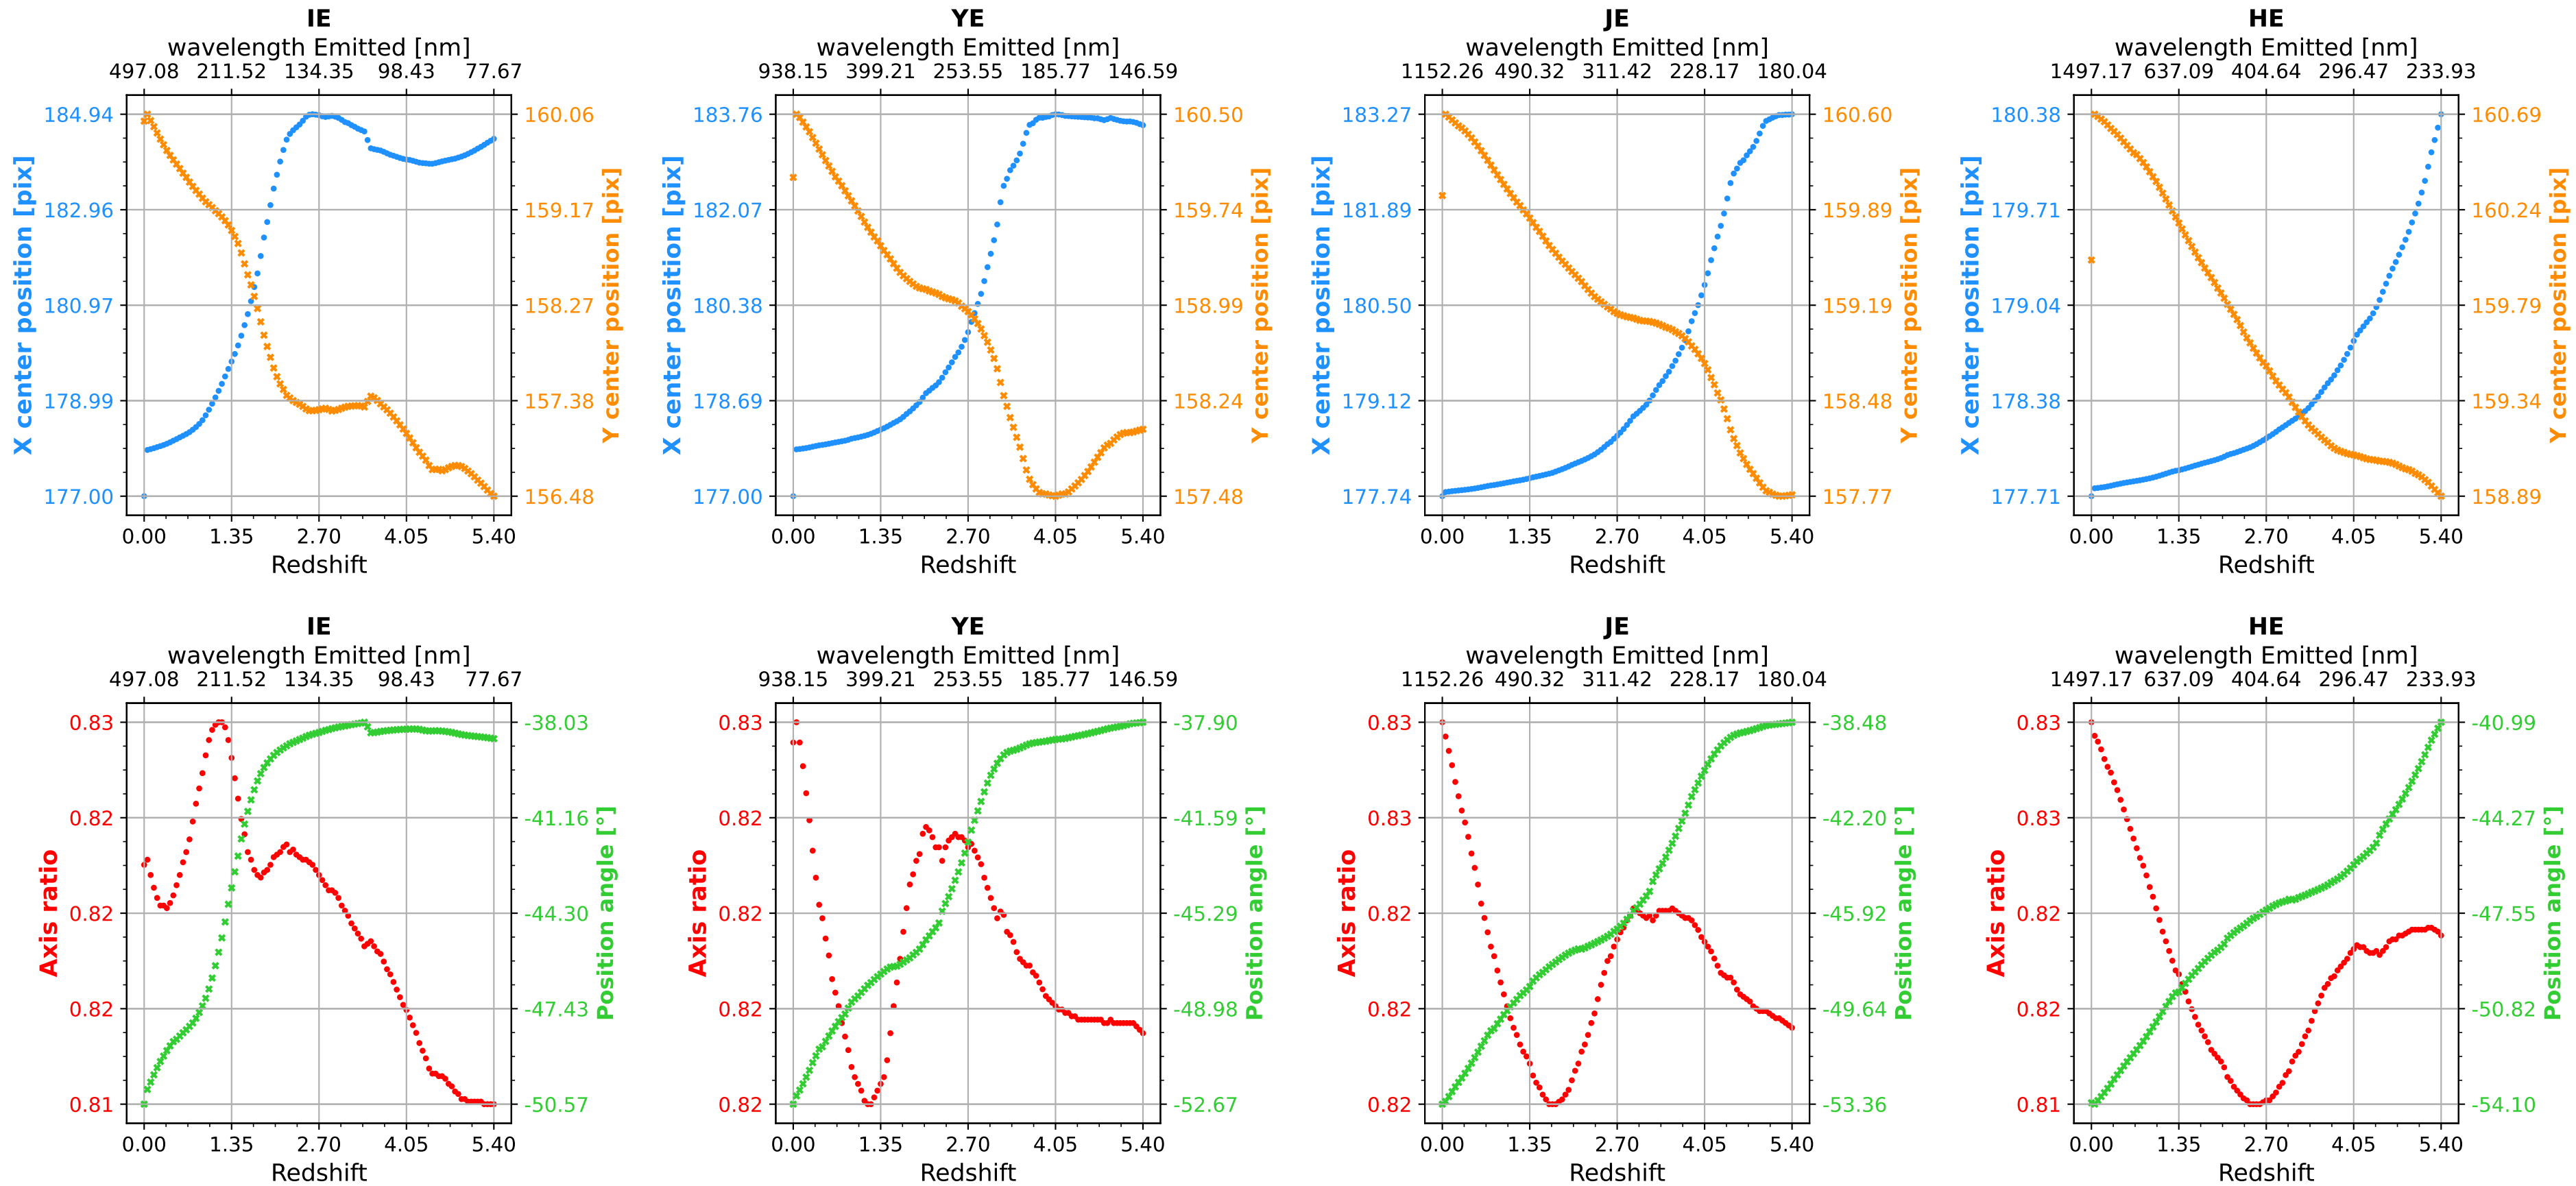 IE YE JE HE
wavelength Emitted [nm] wavelength Emitted [nm] wavelength Emitted [nm] wavelength Emitted [nm]
497.08 211.52 134.35 98.43 77.67 938.15 399.21 253.55 185.77 146.59 1152.26 490.32 311.42 228.17 180.04 1497.17 637.09 404.64 296.47 233.93
184.94 160.06 183.76 160.50 183.27 160.60 180.38 160.69
182.96 159.17 182.07 159.74 181.89 159.89 179.71 160.24
180.97 158.27 180.38 158.99 180.50 159.19 179.04 159.79
178.99 157.38 178.69 158.24 179.12 158.48 178.38 159.34
177.00 156.48 177.00 157.48 177.74 157.77 177.71 158.89
X center position [pix] Y center position [pix] X center position [pix] Y center position [pix] X center position [pix] Y center position [pix] X center position [pix] Y center position [pix]
0.00 1.35 2.70 4.05 5.40 0.00 1.35 2.70 4.05 5.40 0.00 1.35 2.70 4.05 5.40 0.00 1.35 2.70 4.05 5.40
Redshift Redshift Redshift Redshift
IE YE JE HE
wavelength Emitted [nm] wavelength Emitted [nm] wavelength Emitted [nm] wavelength Emitted [nm]
497.08 211.52 134.35 98.43 77.67 938.15 399.21 253.55 185.77 146.59 1152.26 490.32 311.42 228.17 180.04 1497.17 637.09 404.64 296.47 233.93
0.83 -38.03 0.83 -37.90 0.83 -38.48 0.83 -40.99
0.82 -41.16 0.82 -41.59 0.83 -42.20 0.83 -44.27
0.82 -44.30 0.82 -45.29 0.82 -45.92 0.82 -47.55
0.82 -47.43 0.82 -48.98 0.82 -49.64 0.82 -50.82
0.81 -50.57 0.82 -52.67 0.82 -53.36 0.81 -54.10
Axis ratio Position angle [°] Axis ratio Position angle [°] Axis ratio Position angle [°] Axis ratio Position angle [°]
0.00 1.35 2.70 4.05 5.40 0.00 1.35 2.70 4.05 5.40 0.00 1.35 2.70 4.05 5.40 0.00 1.35 2.70 4.05 5.40
Redshift Redshift Redshift Redshift